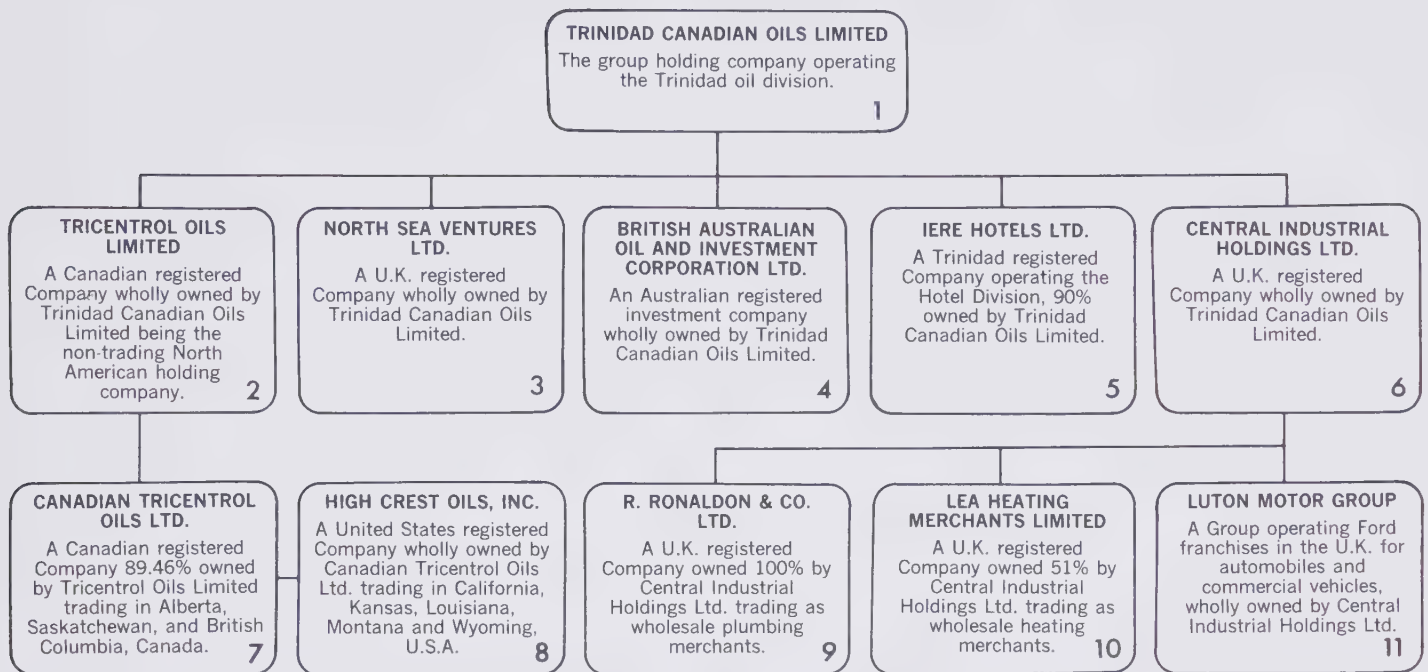 TRINIDAD CANADIAN OILS LIMITED
The group holding company operating
the Trinidad oil division.
1
TRICENTROL OILS
LIMITED
A Canadian registered
Company wholly owned by
Trinidad Canadian Oils
Limited being the
non-trading North
American holding
company.
2
NORTH SEA VENTURES
LTD.
A U.K. registered
Company wholly owned by
Trinidad Canadian Oils
Limited.
3
BRITISH AUSTRALIAN
OIL AND INVESTMENT
CORPORATION LTD.
An Australian registered
investment company
wholly owned by Trinidad
Canadian Oils Limited.
4
IERE HOTELS LTD.
A Trinidad registered
Company operating the
Hotel Division, 90%
owned by Trinidad
Canadian Oils Limited.
5
CENTRAL INDUSTRIAL
HOLDINGS LTD.
A U.K. registered
Company wholly owned by
Trinidad Canadian Oils
Limited.
6
CANADIAN TRICENTROL
OILS LTD.
A Canadian registered
Company 89.46% owned
by Tricentrol Oils Limited
trading in Alberta,
Saskatchewan, and British
Columbia, Canada.
7
HIGH CREST OILS, INC.
A United States registered
Company wholly owned by
Canadian Tricentrol Oils
Ltd. trading in California,
Kansas, Louisiana,
Montana and Wyoming,
U.S.A.
8
R. RONALDON & CO.
LTD.
A U.K. registered
Company owned 100% by
Central Industrial
Holdings Ltd. trading as
wholesale plumbing
merchants.
9
LEA HEATING
MERCHANTS LIMITED
A U.K. registered
Company owned 51% by
Central Industrial
Holdings Ltd. trading as
wholesale heating
merchants.
10
LUTON MOTOR GROUP
A Group operating Ford
franchises in the U.K. for
automobiles and
commercial vehicles,
wholly owned by Central
Industrial Holdings Ltd.
11